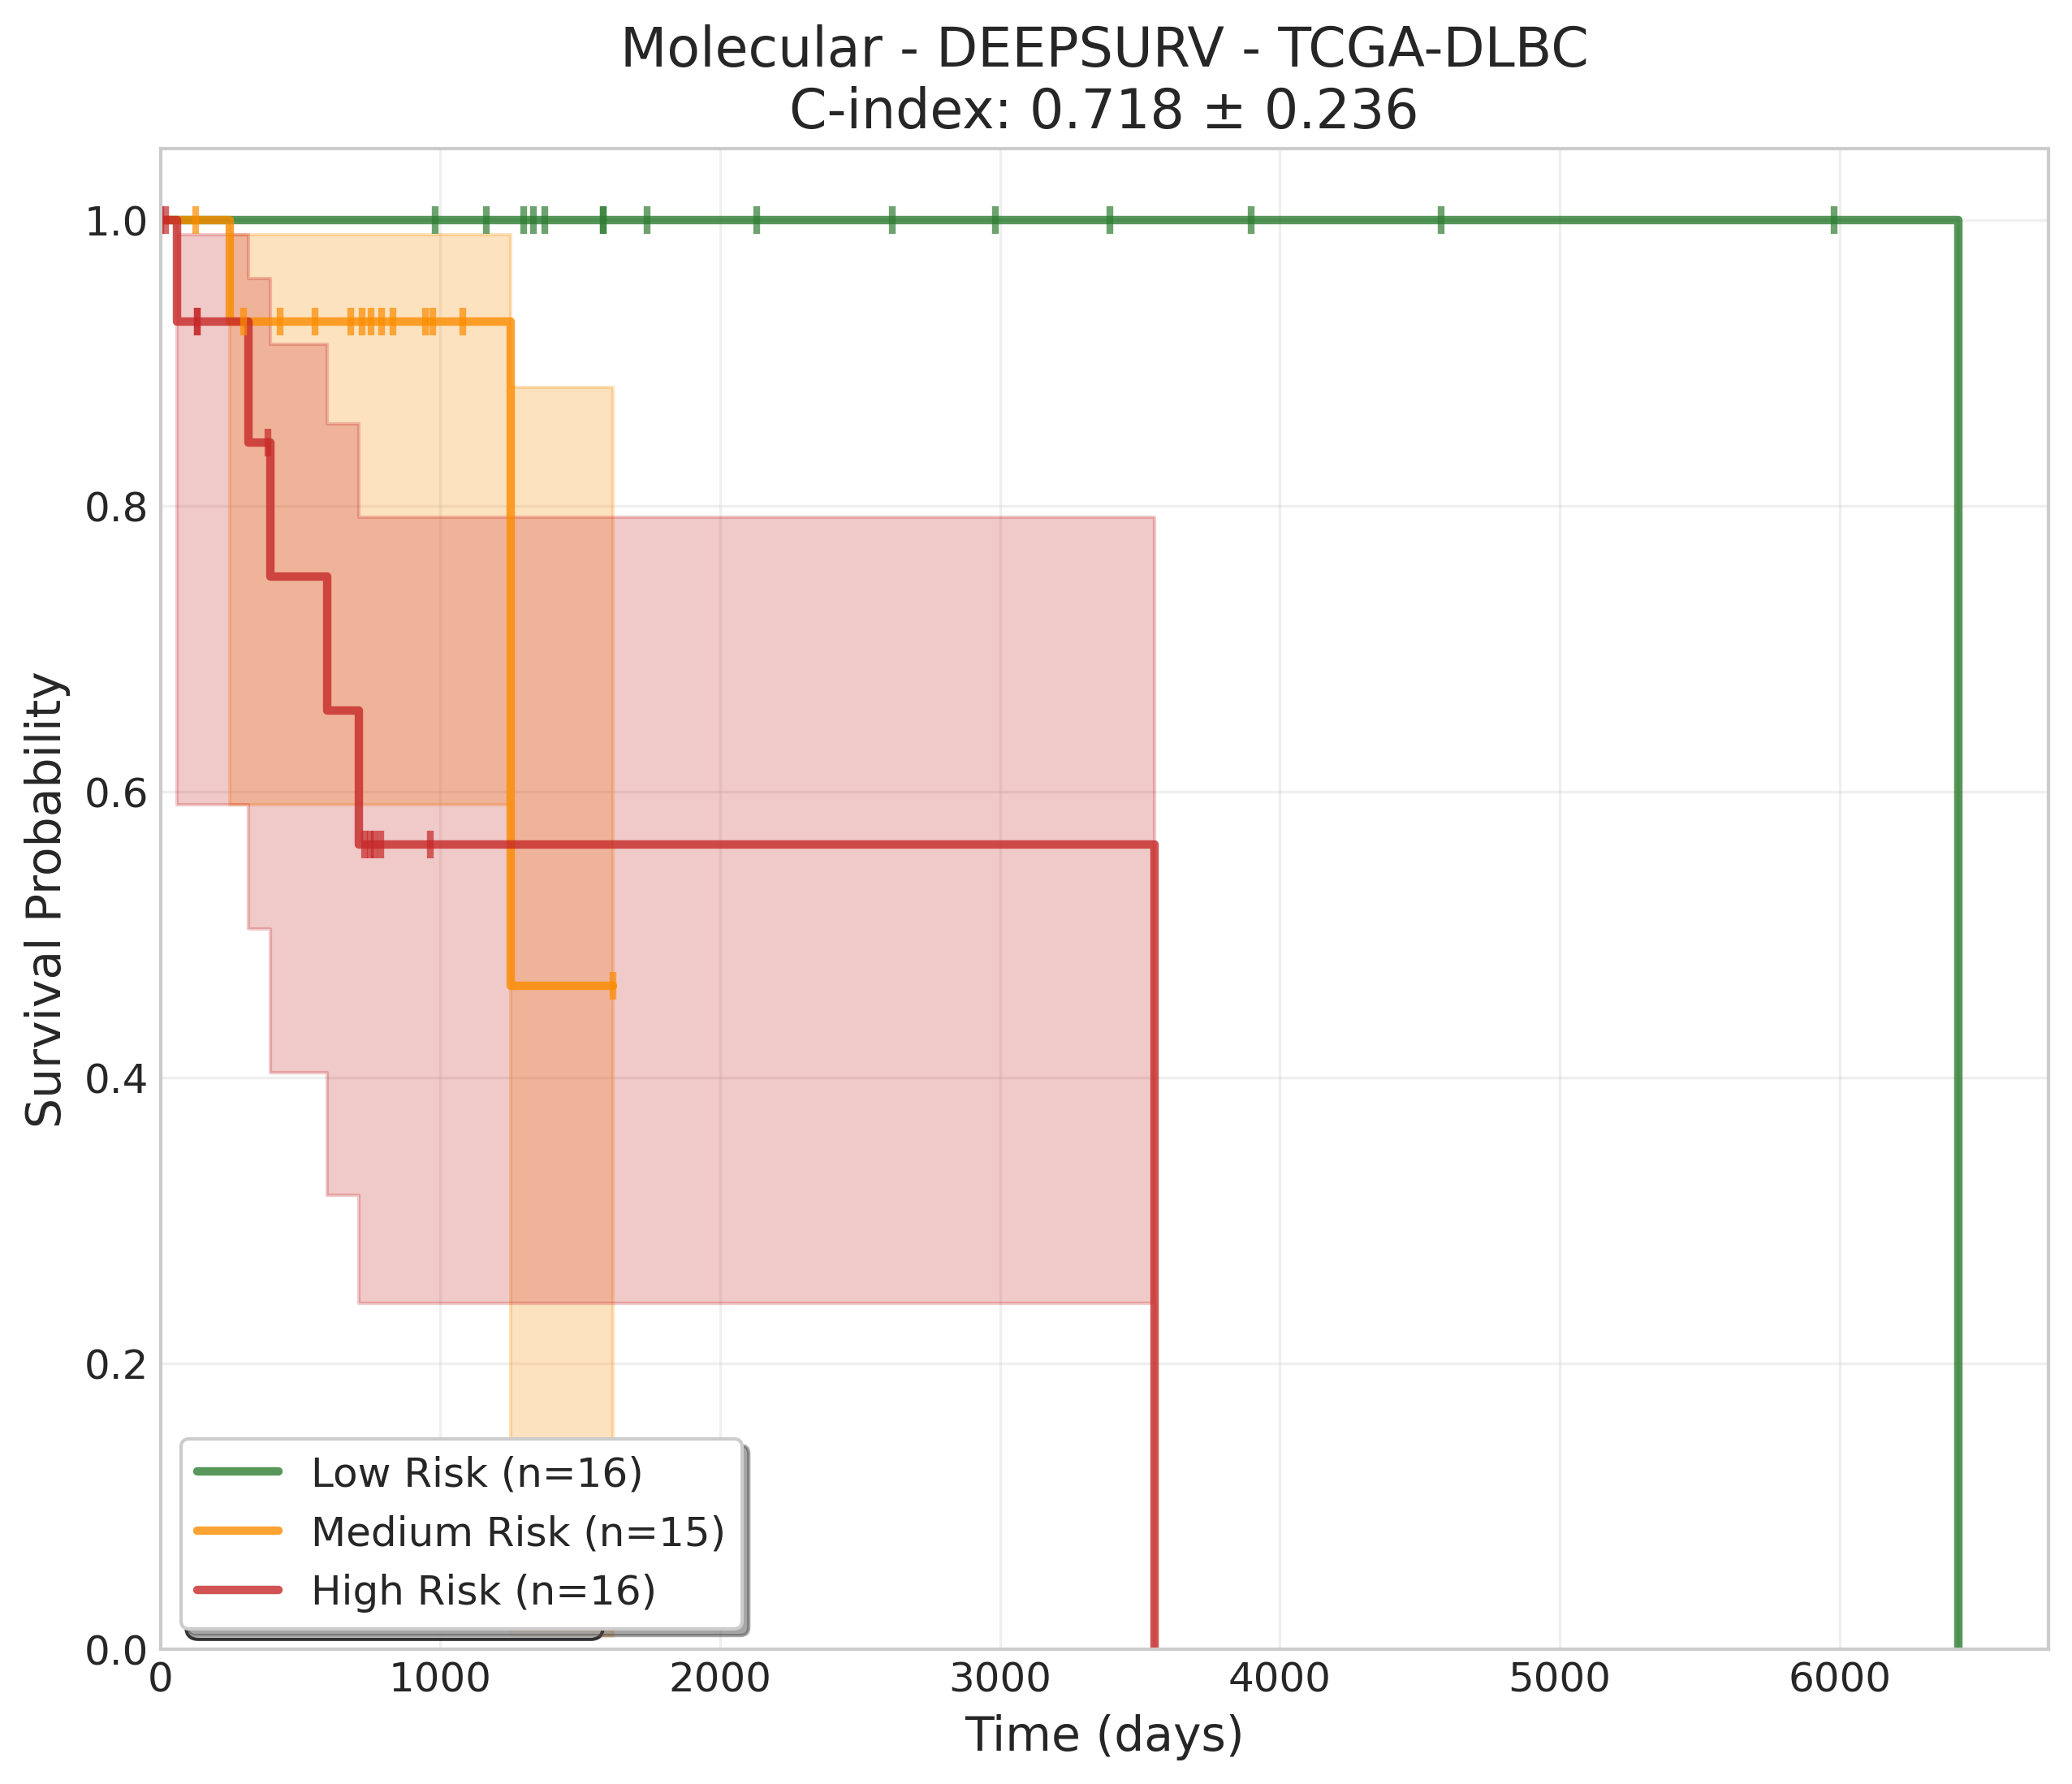 Molecular - DEEPSURV - TCGA-DLBC
C-index: 0.718 ± 0.236
Survival Probability
1.0
0.8
0.6
0.4
0.2
0.0
Low Risk (n=16)
Medium Risk (n=15)
High Risk (n=16)
0 1000 2000 3000 4000 5000 6000
Time (days)